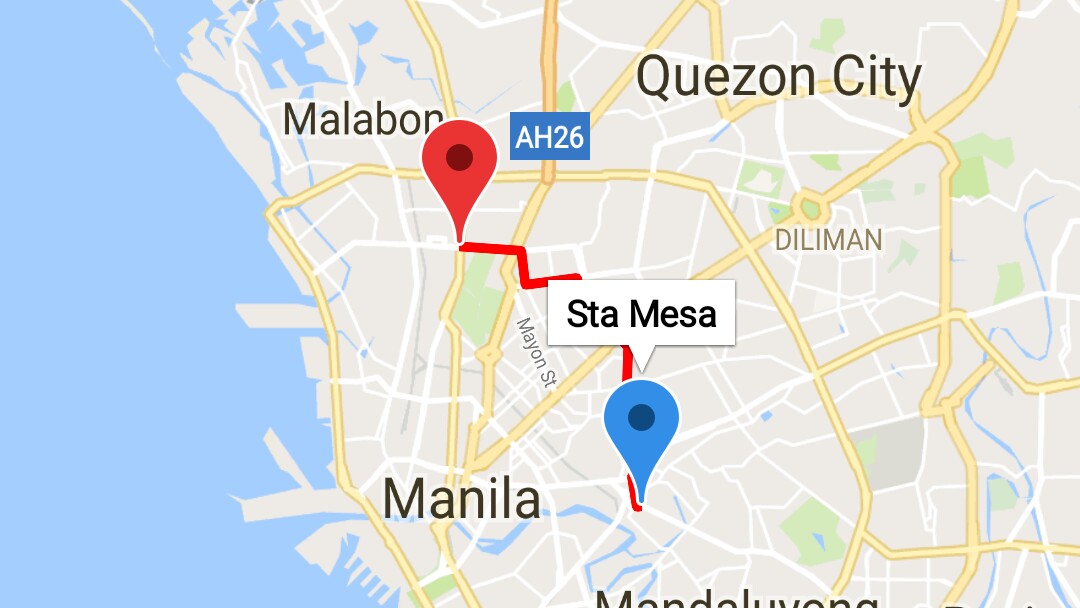 Quezon City
Malabon
AH26
DILIMAN
Sta Mesa
Mayon St
Manila
Mandaluyong